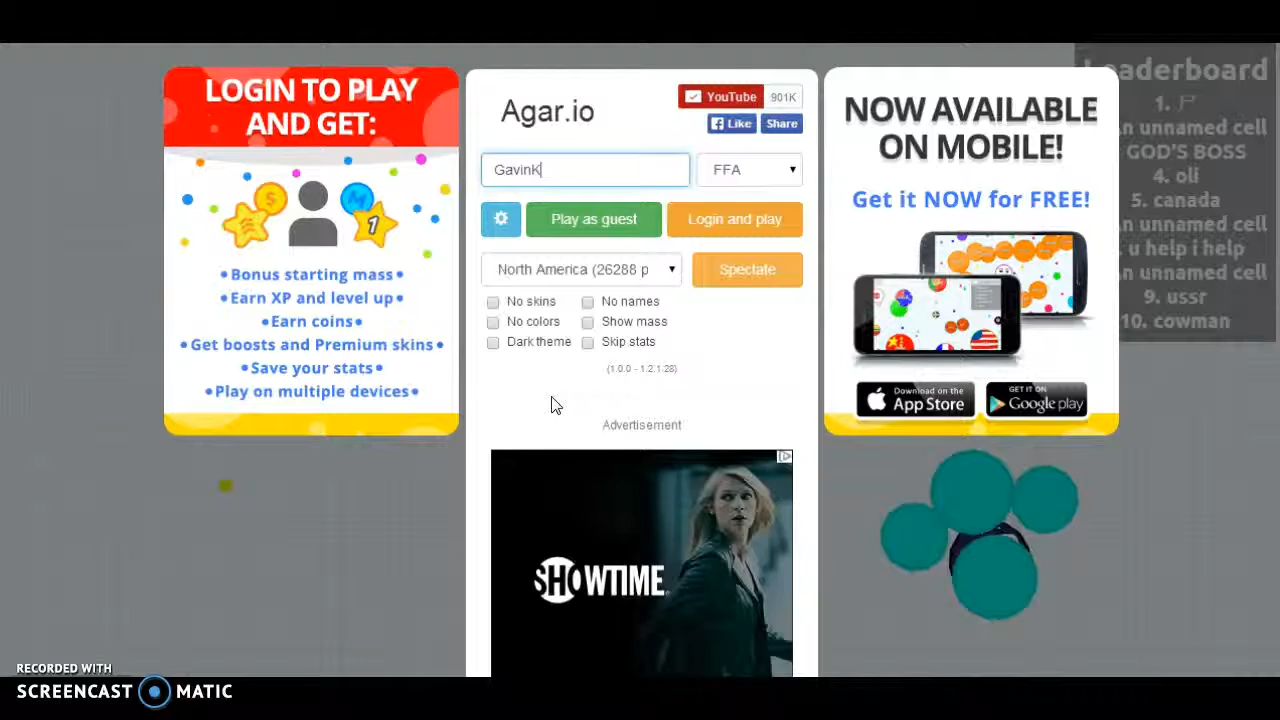 LOGIN TO PLAY
AND GET:
•Bonus starting mass•
•Earn XP and level up•
•Earn coins•
•Get boosts and Premium skins•
•Save your stats•
•Play on multiple devices•
Agar.io
YouTube 901K
Like Share
GavinK
FFA
Play as guest
Login and play
North America (26288 p
Spectate
No skins
No names
No colors
Show mass
Dark theme
Skip stats
(1.0.0 - 1.2.1.28)
Advertisement
SHOWTIME
NOW AVAILABLE
ON MOBILE!
Get it NOW for FREE!
Download on the
App Store
GET IT ON
Google play
Leaderboard
1. 尸
n unnamed cell
GOD'S BOSS
4. oli
5. canada
n unnamed cell
u help i help
n unnamed cell
9. ussr
10. cowman
RECORDED WITH
SCREENCAST MATIC